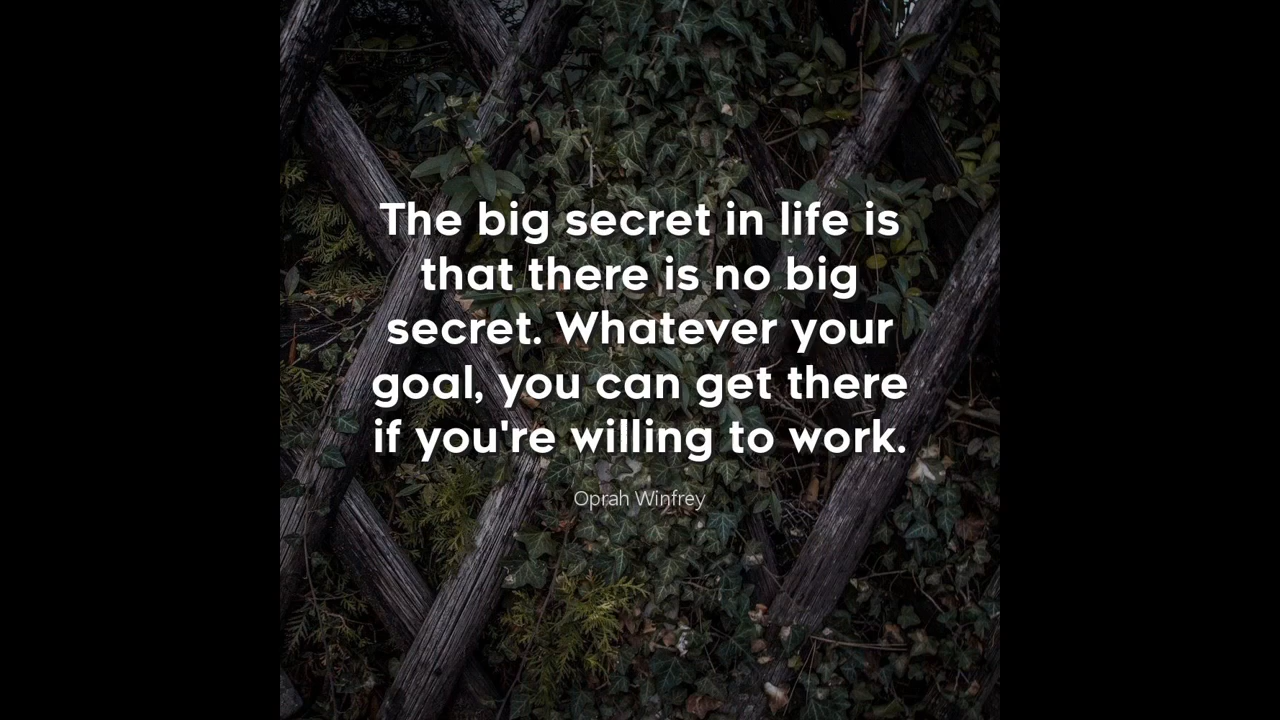 The big secret in life is
that there is no big
secret. Whatever your
goal, you can get there
if you're willing to work.
Oprah Winfrey